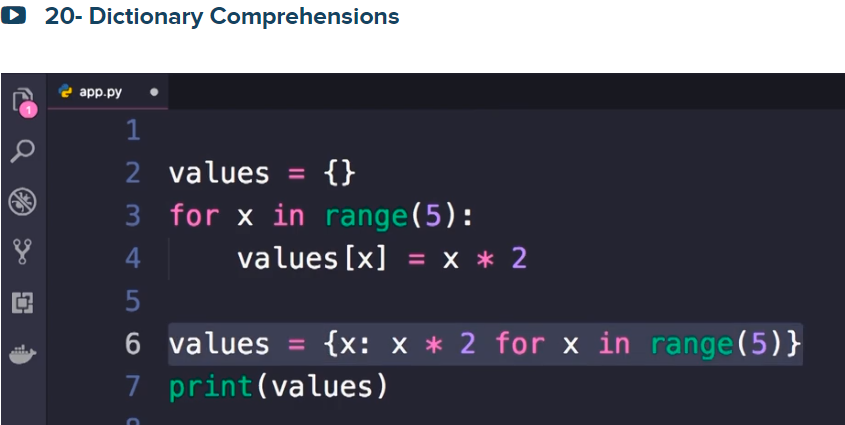 20- Dictionary Comprehensions
app.py
1
1
2 values = {}
3 for x in range(5):
4     values[x] = x * 2
5
6 values = {x: x * 2 for x in range(5)}
7 print(values)